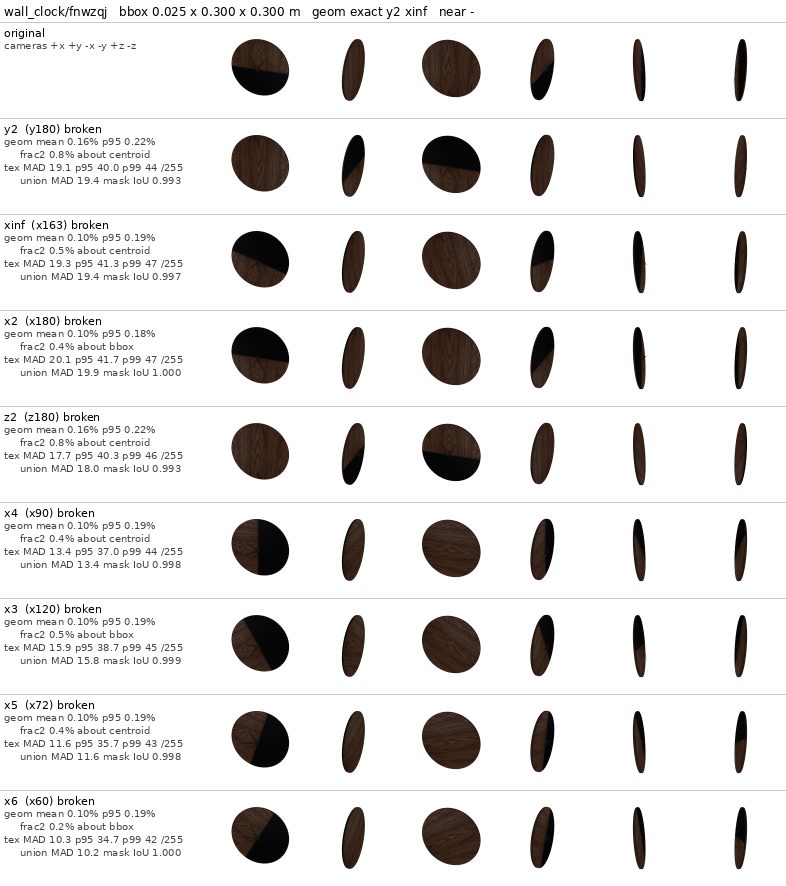 wall_clock/fnwzqj   bbox 0.025 x 0.300 x 0.300 m   geom exact y2 xinf   near -
original
cameras +x +y -x -y +z -z
y2  (y180) broken
geom mean 0.16% p95 0.22%
frac2 0.8% about centroid
tex MAD 19.1 p95 40.0 p99 44 /255
union MAD 19.4 mask IoU 0.993
xinf  (x163) broken
geom mean 0.10% p95 0.19%
frac2 0.5% about centroid
tex MAD 19.3 p95 41.3 p99 47 /255
union MAD 19.4 mask IoU 0.997
x2  (x180) broken
geom mean 0.10% p95 0.18%
frac2 0.4% about bbox
tex MAD 20.1 p95 41.7 p99 47 /255
union MAD 19.9 mask IoU 1.000
z2  (z180) broken
geom mean 0.16% p95 0.22%
frac2 0.8% about centroid
tex MAD 17.7 p95 40.3 p99 46 /255
union MAD 18.0 mask IoU 0.993
x4  (x90) broken
geom mean 0.10% p95 0.19%
frac2 0.4% about centroid
tex MAD 13.4 p95 37.0 p99 44 /255
union MAD 13.4 mask IoU 0.998
x3  (x120) broken
geom mean 0.10% p95 0.19%
frac2 0.5% about bbox
tex MAD 15.9 p95 38.7 p99 45 /255
union MAD 15.8 mask IoU 0.999
x5  (x72) broken
geom mean 0.10% p95 0.19%
frac2 0.4% about centroid
tex MAD 11.6 p95 35.7 p99 43 /255
union MAD 11.6 mask IoU 0.998
x6  (x60) broken
geom mean 0.10% p95 0.19%
frac2 0.2% about bbox
tex MAD 10.3 p95 34.7 p99 42 /255
union MAD 10.2 mask IoU 1.000